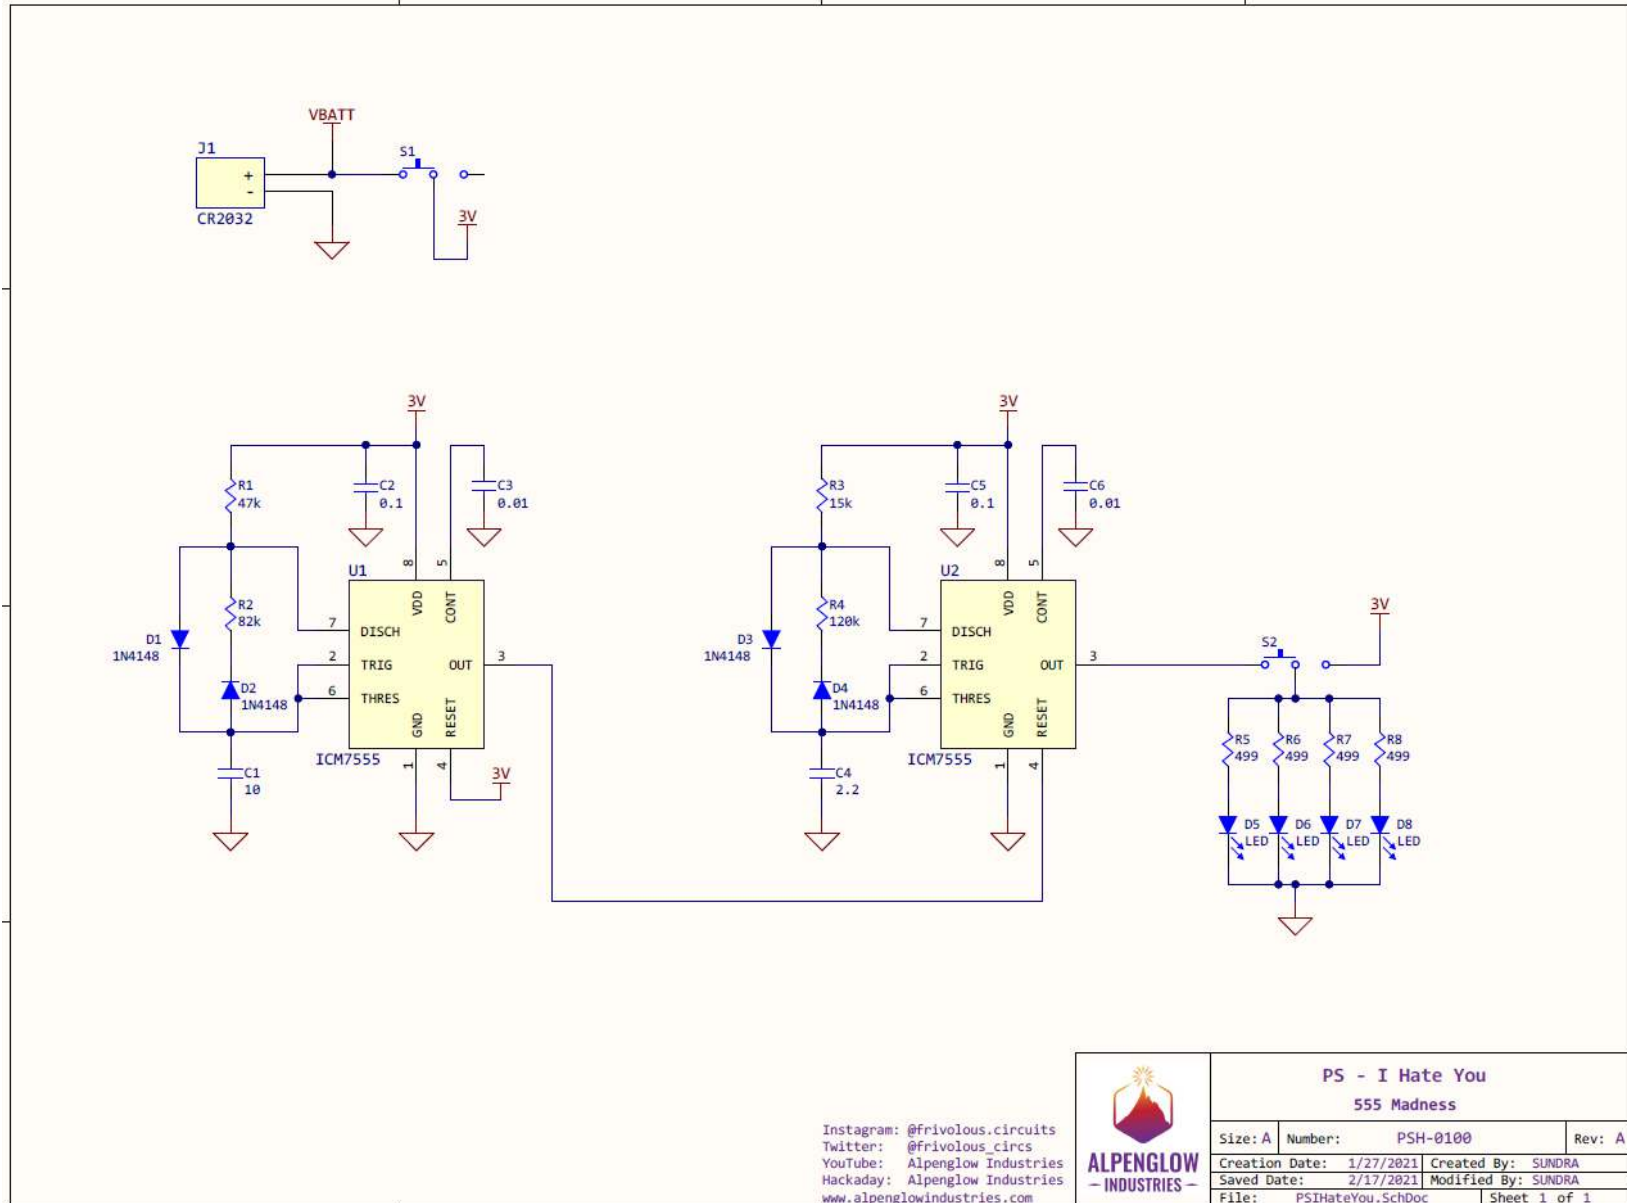 VBATT
J1
+
-
CR2032
S1
3V
3V
R1
47k
C2
0.1
C3
0.01
U1
8
5
VDD
CONT
R2
82k
7
DISCH
D1
1N4148
2
TRIG
OUT
3
D2
1N4148
6
THRES
GND
RESET
ICM7555
1
4
3V
C1
10
3V
R3
15k
C5
0.1
C6
0.01
U2
8
5
VDD
CONT
R4
120k
7
DISCH
D3
1N4148
2
TRIG
OUT
3
D4
1N4148
6
THRES
GND
RESET
ICM7555
1
4
C4
2.2
3V
S2
R5
499
R6
499
R7
499
R8
499
D5
LED
D6
LED
D7
LED
D8
LED
Instagram: @frivolous.circuits
Twitter: @frivolous_circs
YouTube: Alpenglow Industries
Hackaday: Alpenglow Industries
www.alpenglowindustries.com
ALPENGLOW
- INDUSTRIES -
PS - I Hate You
555 Madness
Size: A Number: PSH-0100 Rev: A
Creation Date: 1/27/2021 Created By: SUNDRA
Saved Date: 2/17/2021 Modified By: SUNDRA
File: PSIHateYou.SchDoc Sheet 1 of 1